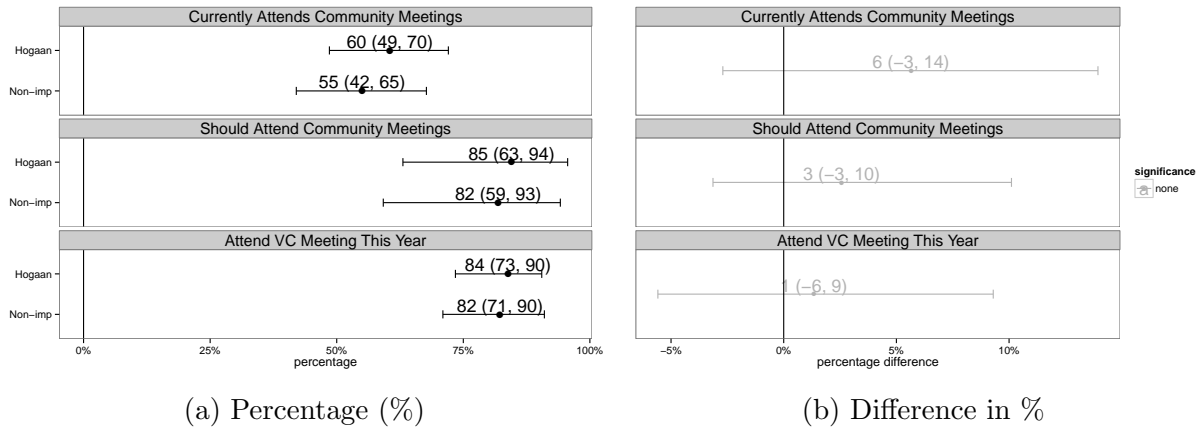 Currently Attends Community Meetings
Hogaan
60 (49, 70)
Non−imp
55 (42, 65)
Should Attend Community Meetings
Hogaan
85 (63, 94)
Non−imp
82 (59, 93)
Attend VC Meeting This Year
Hogaan
84 (73, 90)
Non−imp
82 (71, 90)
0% 25% 50% 75% 100%
percentage
(a) Percentage (%)
Currently Attends Community Meetings
6 (−3, 14)
Should Attend Community Meetings
3 (−3, 10)
Attend VC Meeting This Year
1 (−6, 9)
−5% 0% 5% 10%
percentage difference
significance
a none
(b) Difference in %